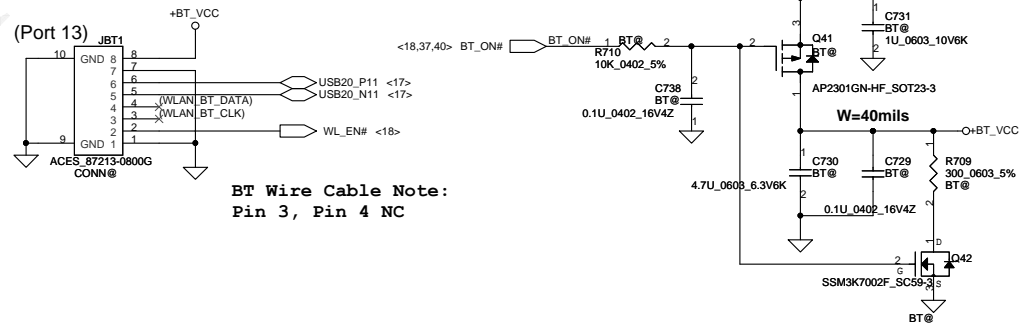 +BT_VCC
(Port 13)
JBT1
10 GND 8 8
7 7
6 6 USB20_P11 <17>
5 5 USB20_N11 <17>
4 4 (WLAN_BT_DATA)
3 3 (WLAN_BT_CLK)
2 2 WL_EN# <18>
9 GND 1 1
ACES_87213-0800G
CONN@
BT Wire Cable Note:
Pin 3, Pin 4 NC
<18,37,40> BT_ON# BT_ON# 1 BT@ 2
R710
10K_0402_5%
2
C738
BT@
0.1U_0402_16V4Z
1
3
Q41
BT@
2
1
AP2301GN-HF_SOT23-3
1
C731
BT@
1U_0603_10V6K
2
W=40mils
+BT_VCC
1
C730
BT@
4.7U_0603_6.3V6K
2
C729
BT@
0.1U_0402_16V4Z
1
R709
300_0603_5%
BT@
2
1 D
2
G
Q42
SSM3K7002F_SC59-3
3 S
BT@